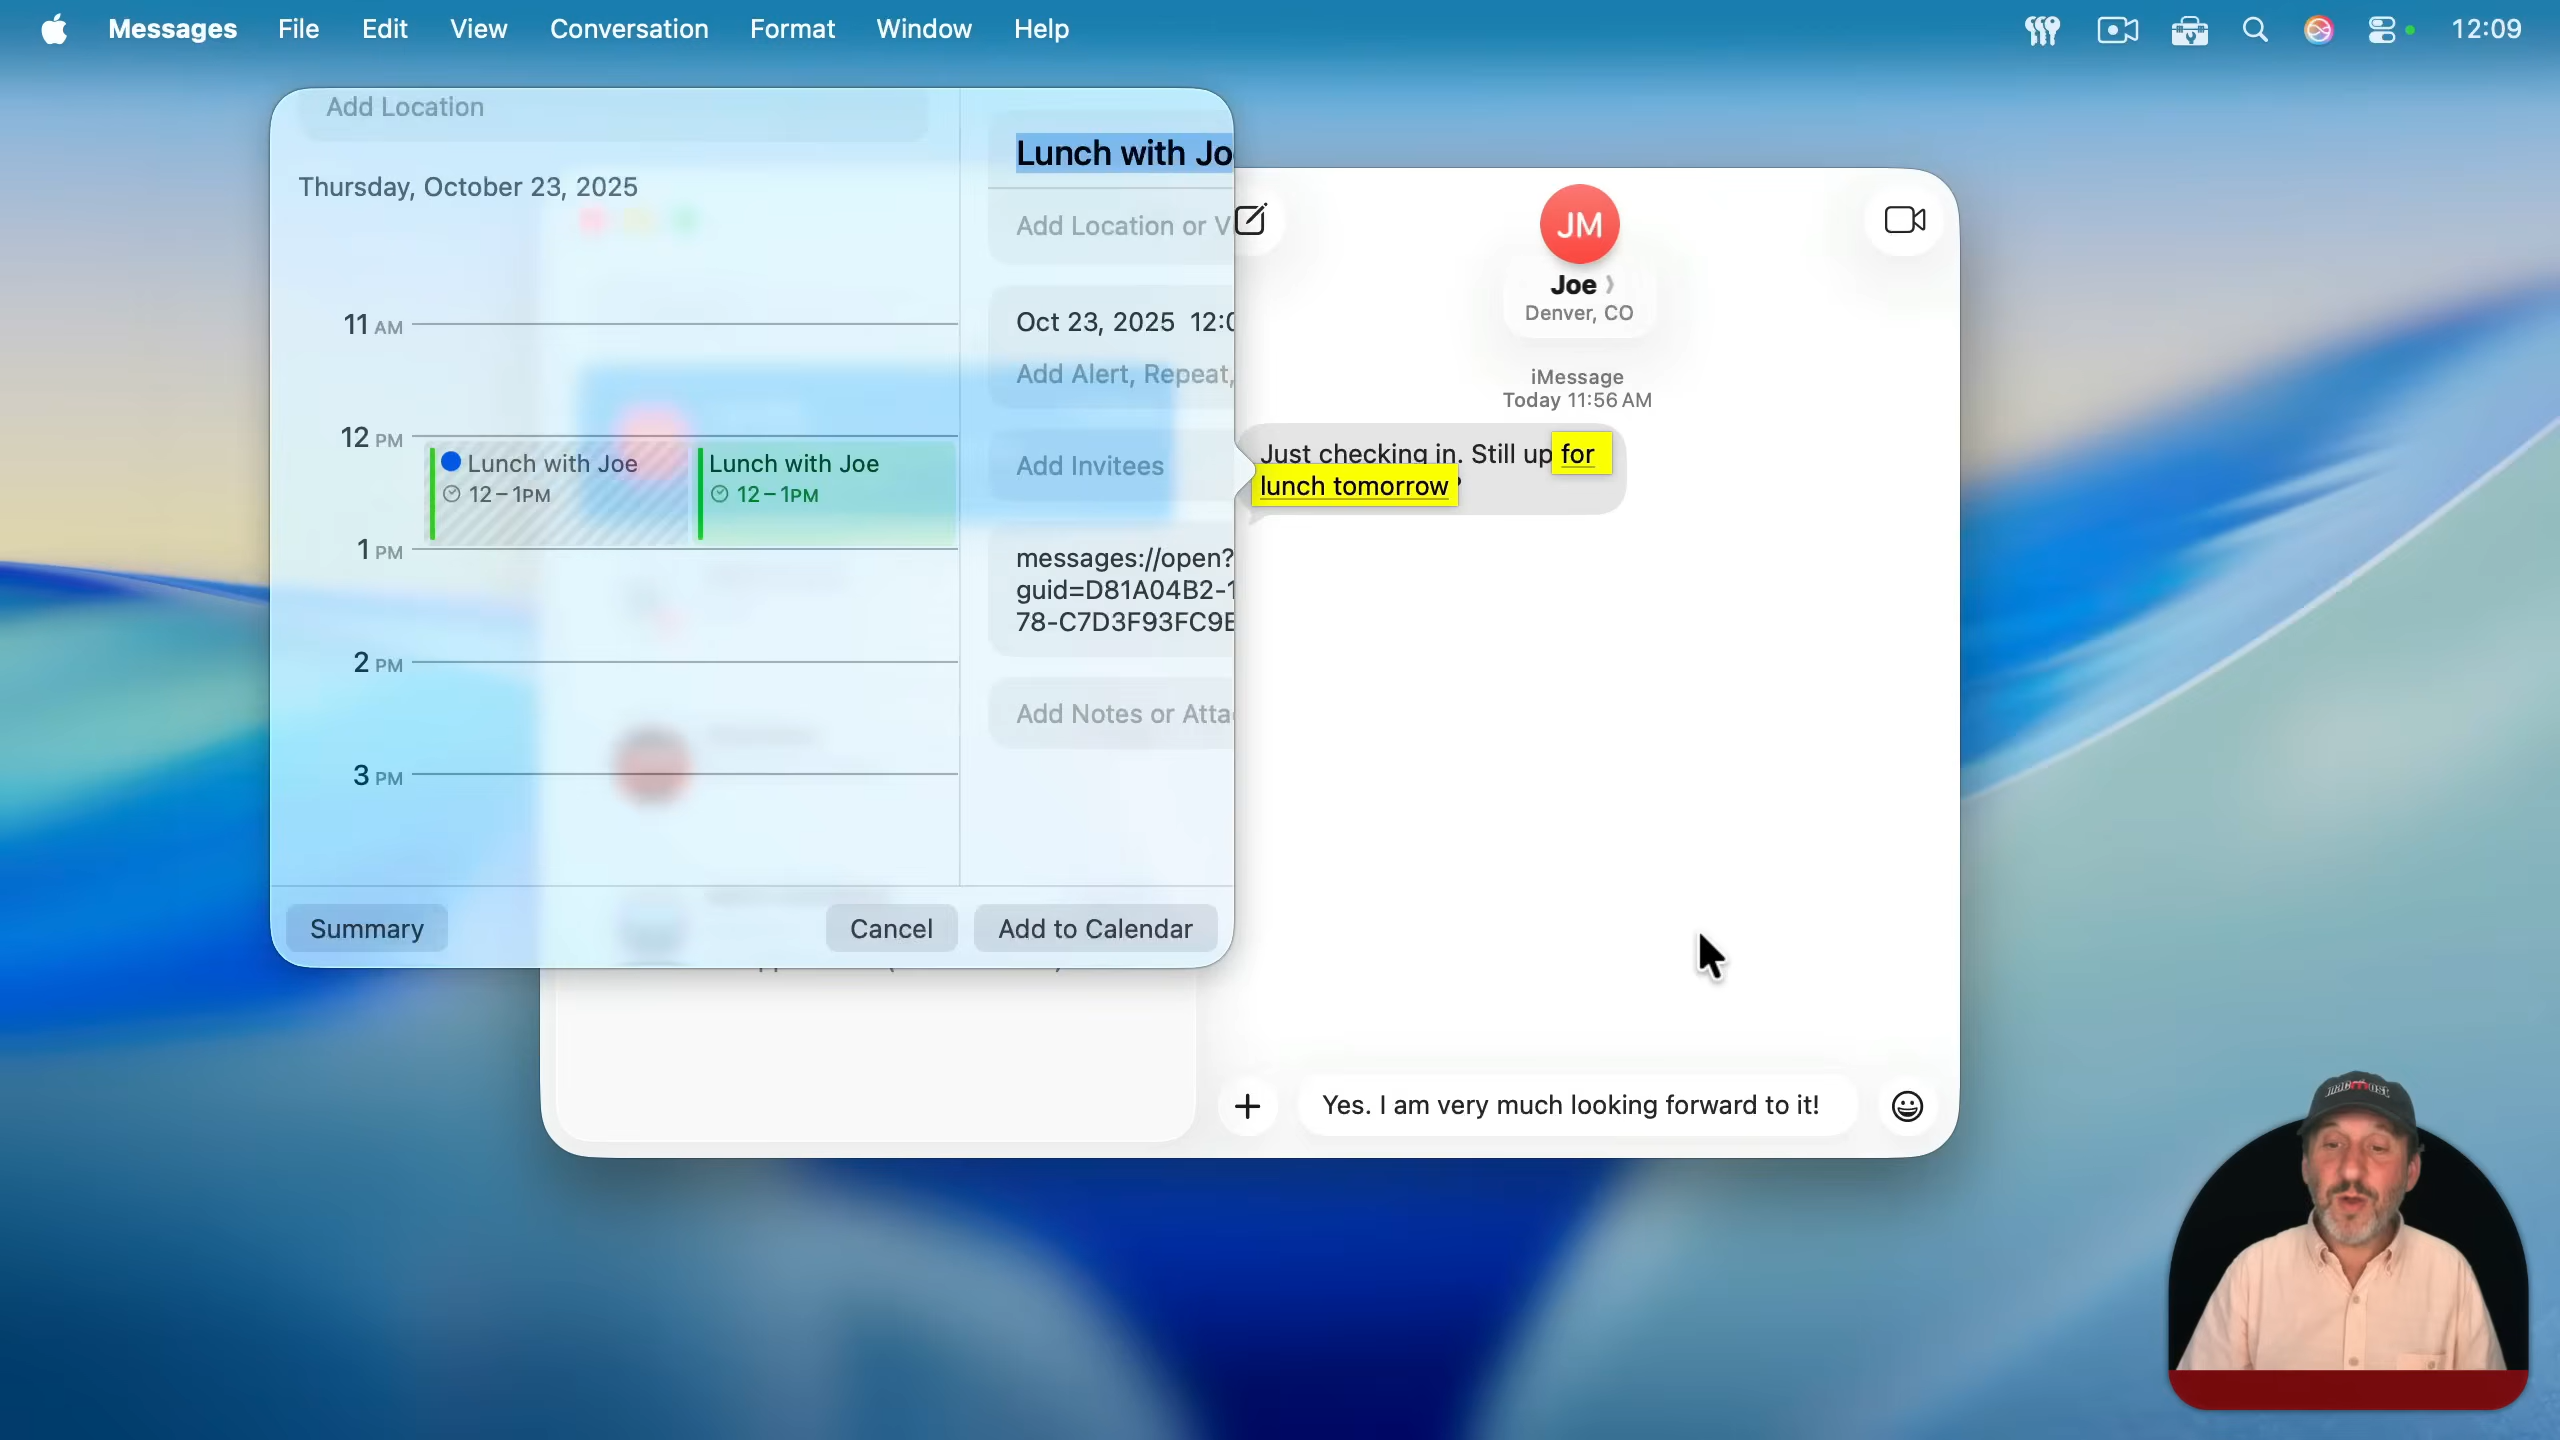 Messages File Edit View Conversation Format Window Help 12:09
Add Location
Thursday, October 23, 2025
11 AM
12 PM
Lunch with Joe
12–1PM
Lunch with Joe
12–1PM
1 PM
2 PM
3 PM
Lunch with Jo
Add Location or V
Oct 23, 2025 12:0
Add Alert, Repeat,
Add Invitees
messages://open?
guid=D81A04B2-1
78-C7D3F93FC9E
Add Notes or Atta
Summary
Cancel
Add to Calendar
JM
Joe
Denver, CO
iMessage
Today 11:56 AM
Just checking in. Still up for
lunch tomorrow?
Yes. I am very much looking forward to it!